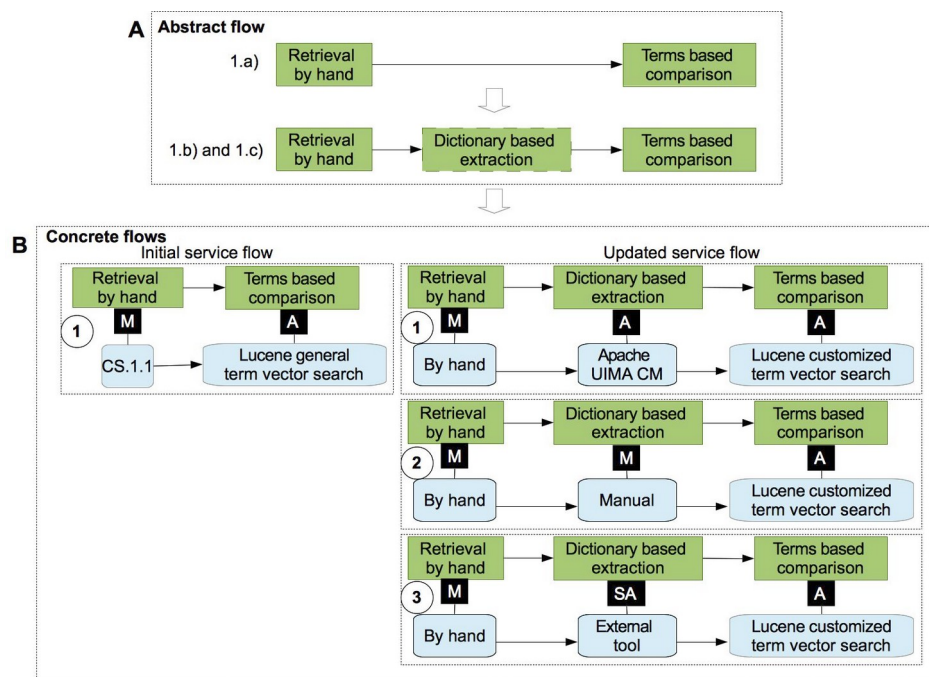 A
Abstract flow
1.a)
Retrieval
by hand
Terms based
comparison
1.b) and 1.c)
Retrieval
by hand
Dictionary based
extraction
Terms based
comparison
B
Concrete flows
Initial service flow
Retrieval
by hand
Terms based
comparison
1
M
A
CS.1.1
Lucene general
term vector search
Updated service flow
Retrieval
by hand
Dictionary based
extraction
Terms based
comparison
1
M
A
A
By hand
Apache
UIMA CM
Lucene customized
term vector search
Retrieval
by hand
Dictionary based
extraction
Terms based
comparison
2
M
M
A
By hand
Manual
Lucene customized
term vector search
Retrieval
by hand
Dictionary based
extraction
Terms based
comparison
3
M
SA
A
By hand
External
tool
Lucene customized
term vector search